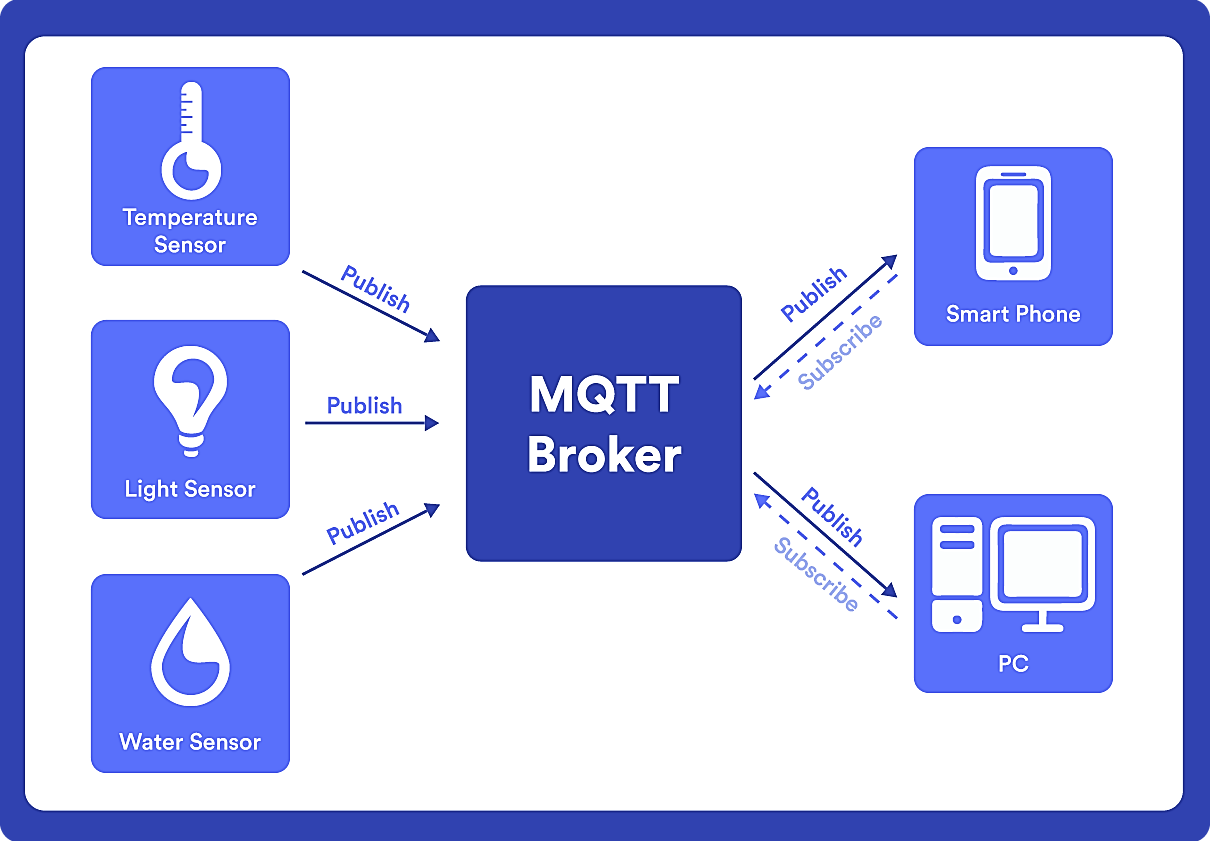 Temperature
Sensor
Publish
Light Sensor
Publish
Water Sensor
Publish
MQTT
Broker
Publish
Subscribe
Smart Phone
Publish
Subscribe
PC